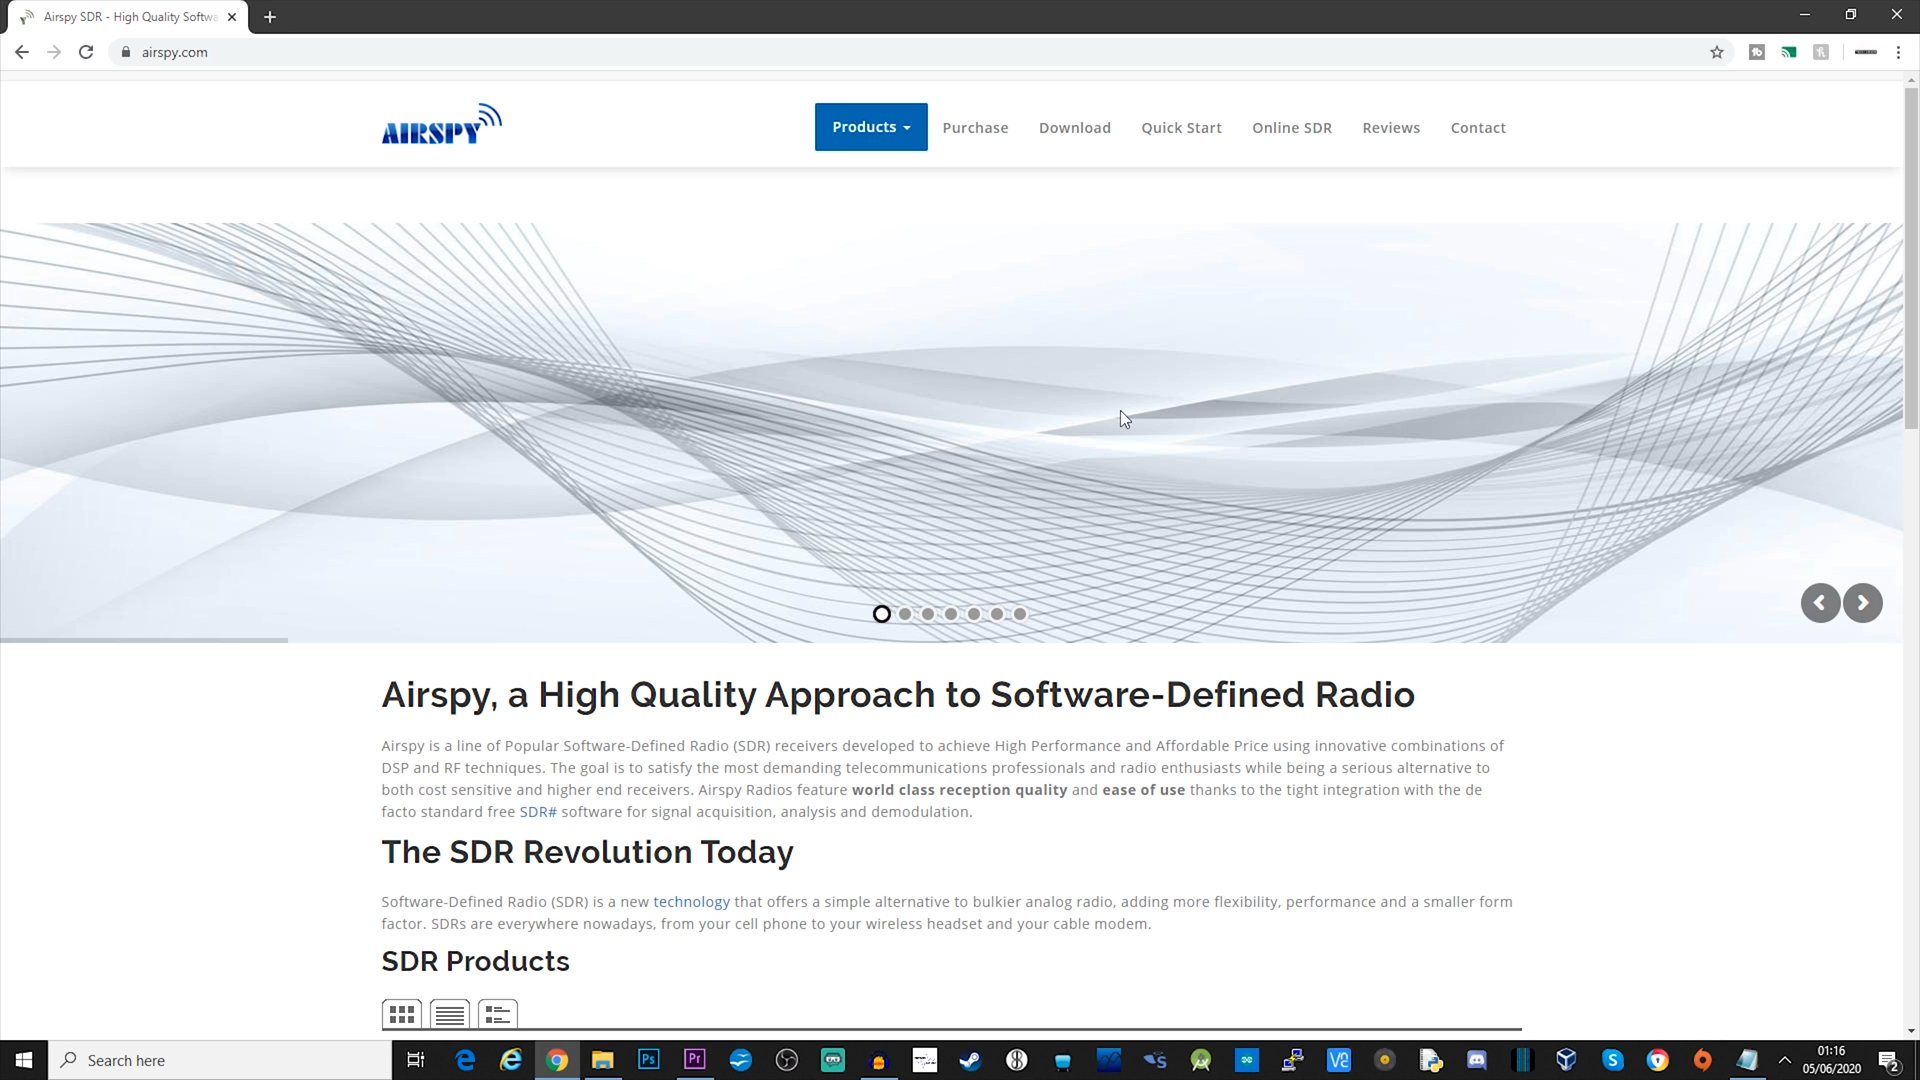 Airspy SDR - High Quality Softwa
airspy.com
AIRSPY
Products
Purchase
Download
Quick Start
Online SDR
Reviews
Contact
Airspy, a High Quality Approach to Software-Defined Radio
Airspy is a line of Popular Software-Defined Radio (SDR) receivers developed to achieve High Performance and Affordable Price using innovative combinations of
DSP and RF techniques. The goal is to satisfy the most demanding telecommunications professionals and radio enthusiasts while being a serious alternative to
both cost sensitive and higher end receivers. Airspy Radios feature world class reception quality and ease of use thanks to the tight integration with the de
facto standard free SDR# software for signal acquisition, analysis and demodulation.
The SDR Revolution Today
Software-Defined Radio (SDR) is a new technology that offers a simple alternative to bulkier analog radio, adding more flexibility, performance and a smaller form
factor. SDRs are everywhere nowadays, from your cell phone to your wireless headset and your cable modem.
SDR Products
Search here
Ps
Pr
01:16
05/06/2020
2